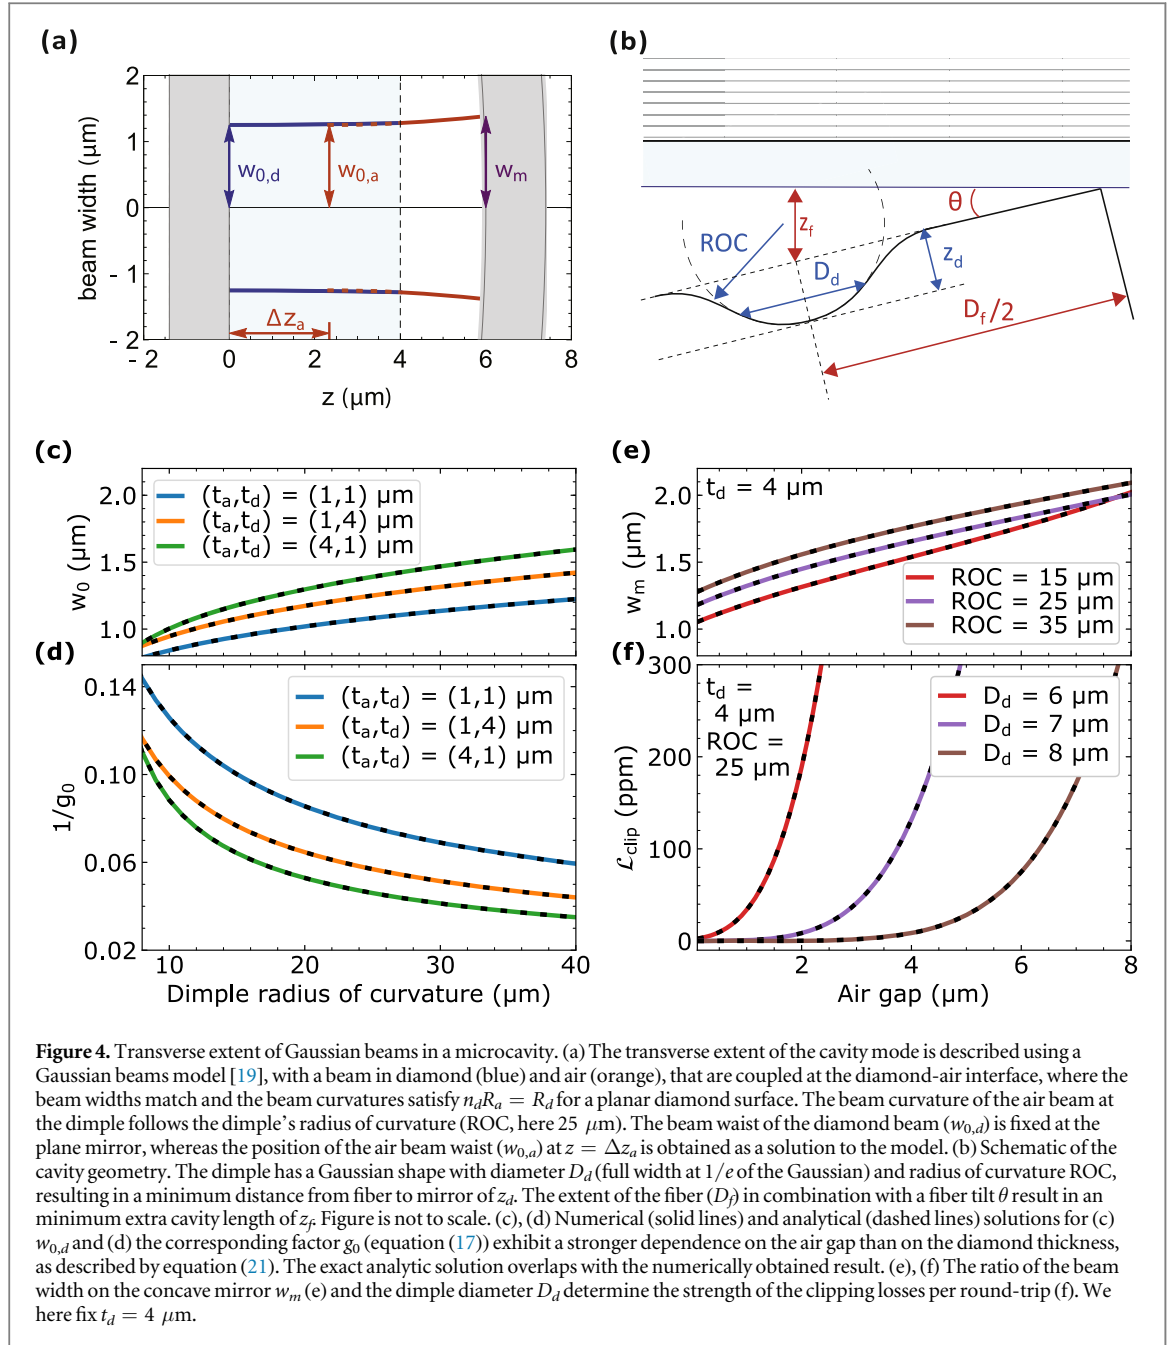 (a)
beam width (μm)
2
1
0
- 1
- 2
w0,d
w0,a
wm
Δza
-2
0
2
4
6
8
z (μm)
(b)
ROC
zf
θ
Dd
zd
Df/2
(c)
w0 (μm)
2.0
1.5
1.0
(ta,td) = (1,1) μm
(ta,td) = (1,4) μm
(ta,td) = (4,1) μm
(d)
1/g0
0.14
0.10
0.06
0.02
(ta,td) = (1,1) μm
(ta,td) = (1,4) μm
(ta,td) = (4,1) μm
10
20
30
40
Dimple radius of curvature (μm)
(e)
wm (μm)
2.0
1.5
1.0
td = 4 μm
ROC = 15 μm
ROC = 25 μm
ROC = 35 μm
(f)
ℒclip (ppm)
300
200
100
0
td =
4 μm
ROC =
25 μm
Dd = 6 μm
Dd = 7 μm
Dd = 8 μm
2
4
6
8
Air gap (μm)
Figure 4. Transverse extent of Gaussian beams in a microcavity. (a) The transverse extent of the cavity mode is described using a
Gaussian beams model [19], with a beam in diamond (blue) and air (orange), that are coupled at the diamond-air interface, where the
beam widths match and the beam curvatures satisfy ndRa = Rd for a planar diamond surface. The beam curvature of the air beam at
the dimple follows the dimple's radius of curvature (ROC, here 25 μm). The beam waist of the diamond beam (w0,d) is fixed at the
plane mirror, whereas the position of the air beam waist (w0,a) at z = Δza is obtained as a solution to the model. (b) Schematic of the
cavity geometry. The dimple has a Gaussian shape with diameter Dd (full width at 1/e of the Gaussian) and radius of curvature ROC,
resulting in a minimum distance from fiber to mirror of zd. The extent of the fiber (Df) in combination with a fiber tilt θ result in an
minimum extra cavity length of zf. Figure is not to scale. (c), (d) Numerical (solid lines) and analytical (dashed lines) solutions for (c)
w0,d and (d) the corresponding factor g0 (equation (17)) exhibit a stronger dependence on the air gap than on the diamond thickness,
as described by equation (21). The exact analytic solution overlaps with the numerically obtained result. (e), (f) The ratio of the beam
width on the concave mirror wm (e) and the dimple diameter Dd determine the strength of the clipping losses per round-trip (f). We
here fix td = 4 μm.